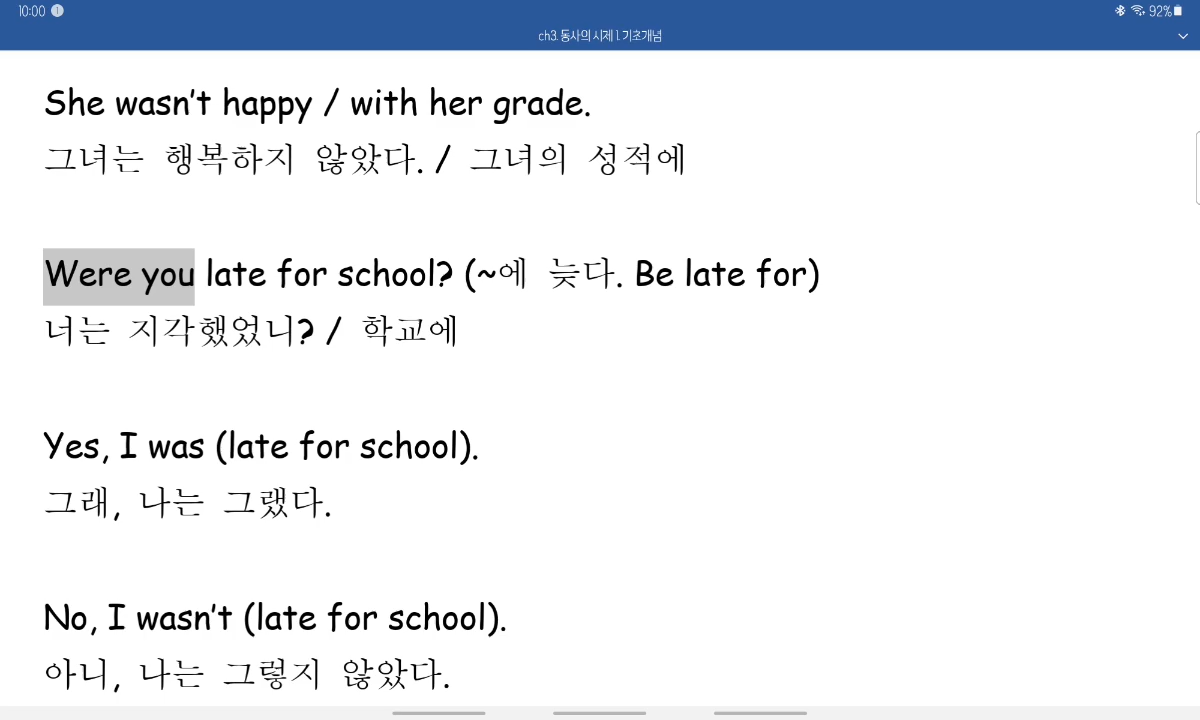 10:00 1 92%
ch3. 동사의 시제 1. 기초개념
She wasn't happy / with her grade.
그녀는 행복하지 않았다. / 그녀의 성적에
Were you late for school? (~에 늦다. Be late for)
너는 지각했었니? / 학교에
Yes, I was (late for school).
그래, 나는 그랬다.
No, I wasn't (late for school).
아니, 나는 그렇지 않았다.